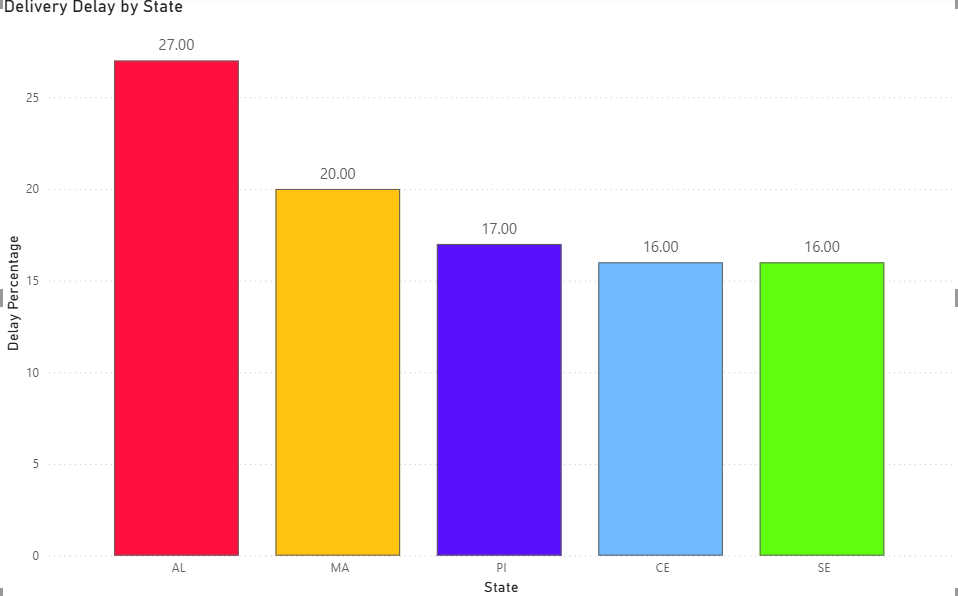 Delivery Delay by State
27.00
25
20.00
20
17.00
16.00 16.00
15
Delay Percentage
10
5
0
AL MA PI CE SE
State